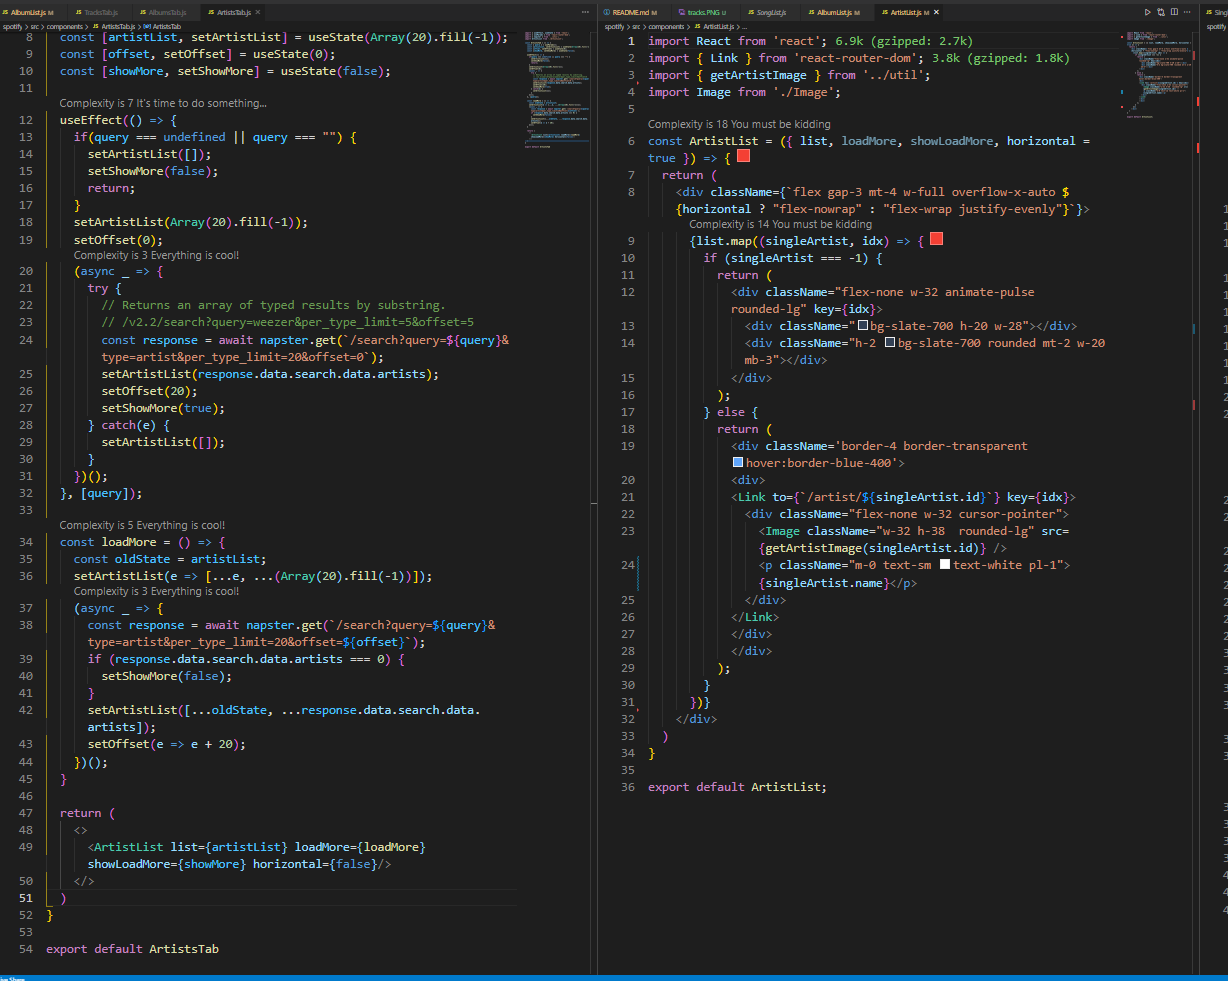 AlbumList.js M
TracksTab.js
AlbumsTab.js
ArtistsTab.js
spotify > src > components > ArtistsTab.js > ArtistsTab
8 const [artistList, setArtistList] = useState(Array(20).fill(-1));
9 const [offset, setOffset] = useState(0);
10 const [showMore, setShowMore] = useState(false);
11
Complexity is 7 It's time to do something...
12 useEffect(() => {
13 if(query === undefined || query === "") {
14 setArtistList([]);
15 setShowMore(false);
16 return;
17 }
18 setArtistList(Array(20).fill(-1));
19 setOffset(0);
Complexity is 3 Everything is cool!
20 (async _ => {
21 try {
22 // Returns an array of typed results by substring.
23 // /v2.2/search?query=weezer&per_type_limit=5&offset=5
24 const response = await napster.get(`/search?query=${query}&
type=artist&per_type_limit=20&offset=0`);
25 setArtistList(response.data.search.data.artists);
26 setOffset(20);
27 setShowMore(true);
28 } catch(e) {
29 setArtistList([]);
30 }
31 })();
32 }, [query]);
33
Complexity is 5 Everything is cool!
34 const loadMore = () => {
35 const oldState = artistList;
36 setArtistList(e => [...e, ...(Array(20).fill(-1))]);
Complexity is 3 Everything is cool!
37 (async _ => {
38 const response = await napster.get(`/search?query=${query}&
type=artist&per_type_limit=20&offset=${offset}`);
39 if (response.data.search.data.artists === 0) {
40 setShowMore(false);
41 }
42 setArtistList([...oldState, ...response.data.search.data.
artists]);
43 setOffset(e => e + 20);
44 })();
45 }
46
47 return (
48 <>
49 <ArtistList list={artistList} loadMore={loadMore}
showLoadMore={showMore} horizontal={false}/>
50 </>
51 )
52 }
53
54 export default ArtistsTab
README.md M
tracks.PNG U
SongList.js
AlbumList.js M
ArtistList.js M
spotify > src > components > ArtistList.js > ...
1 import React from 'react'; 6.9k (gzipped: 2.7k)
2 import { Link } from 'react-router-dom'; 3.8k (gzipped: 1.8k)
3 import { getArtistImage } from '../util';
4 import Image from './Image';
5
Complexity is 18 You must be kidding
6 const ArtistList = ({ list, loadMore, showLoadMore, horizontal =
true }) => {
7 return (
8 <div className={`flex gap-3 mt-4 w-full overflow-x-auto $
{horizontal ? "flex-nowrap" : "flex-wrap justify-evenly"}`}>
Complexity is 14 You must be kidding
9 {list.map((singleArtist, idx) => {
10 if (singleArtist === -1) {
11 return (
12 <div className="flex-none w-32 animate-pulse
rounded-lg" key={idx}>
13 <div className="bg-slate-700 h-20 w-28"></div>
14 <div className="h-2 bg-slate-700 rounded mt-2 w-20
mb-3"></div>
15 </div>
16 );
17 } else {
18 return (
19 <div className='border-4 border-transparent
hover:border-blue-400'>
20 <div>
21 <Link to={`/artist/${singleArtist.id}`} key={idx}>
22 <div className="flex-none w-32 cursor-pointer">
23 <Image className="w-32 h-38  rounded-lg" src=
{getArtistImage(singleArtist.id)} />
24 <p className="m-0 text-sm text-white pl-1">
{singleArtist.name}</p>
25 </div>
26 </Link>
27 </div>
28 </div>
29 );
30 }
31 })}
32 </div>
33 )
34 }
35
36 export default ArtistList;
spotify
Share